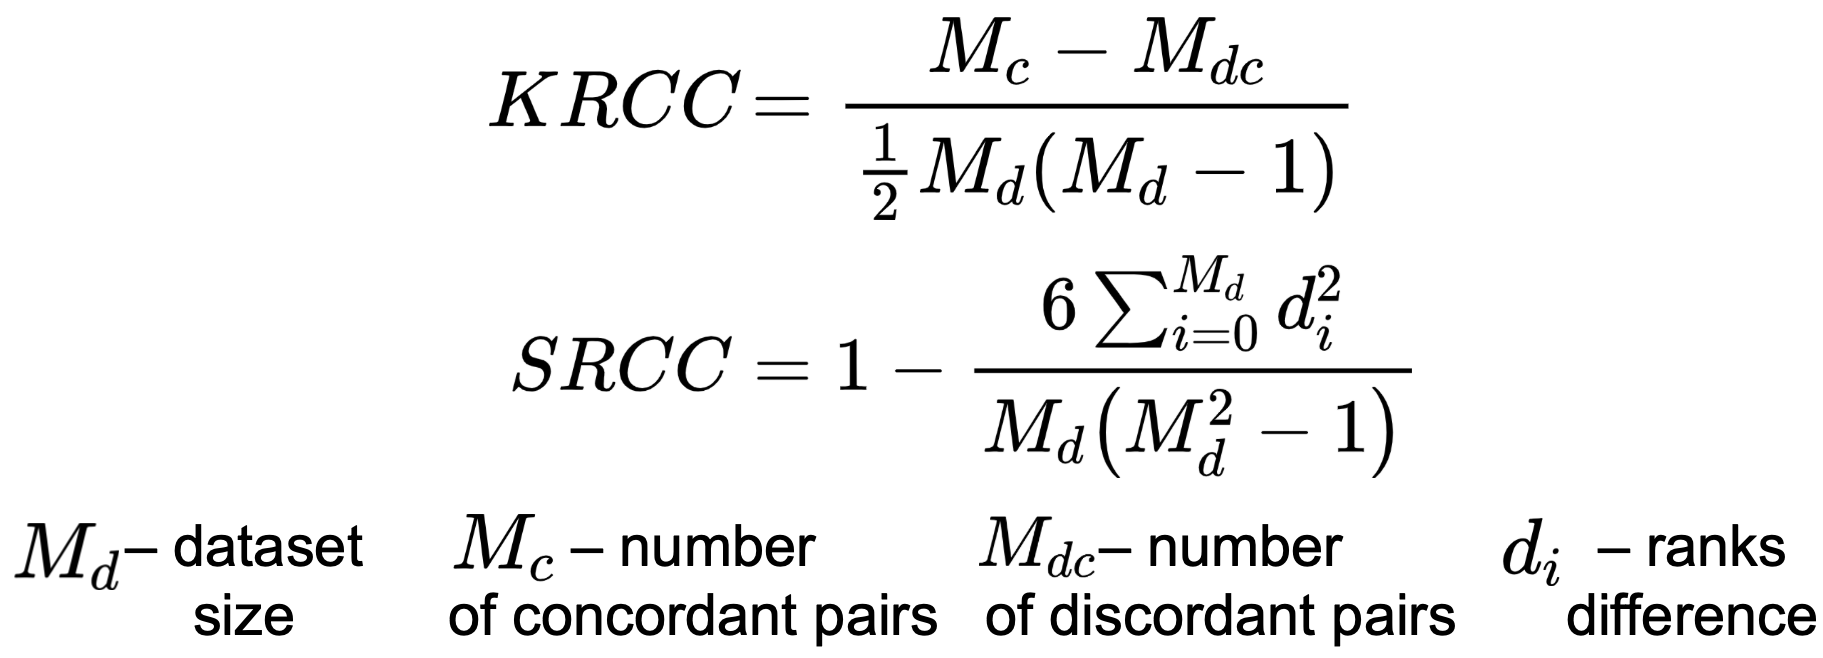 KRCC = \frac{M_c - M_{dc}}{\frac{1}{2} M_d (M_d - 1)}
SRCC = 1 - \frac{6 \sum_{i=0}^{M_d} d_i^2}{M_d (M_d^2 - 1)}
M_d – dataset size
M_c – number of concordant pairs
M_{dc} – number of discordant pairs
d_i – ranks difference